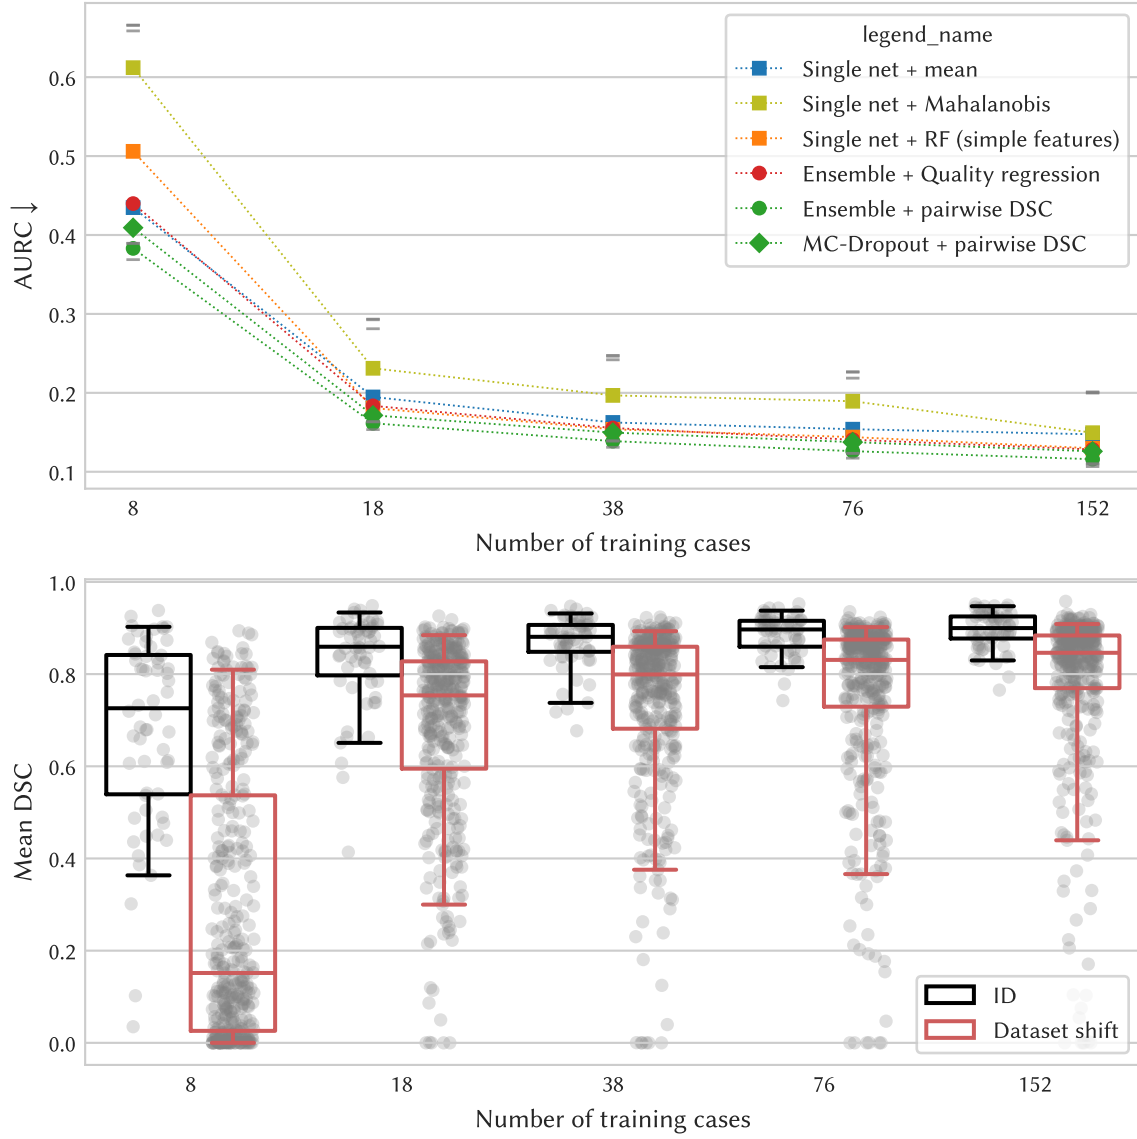 legend_name
Single net + mean
Single net + Mahalanobis
Single net + RF (simple features)
Ensemble + Quality regression
Ensemble + pairwise DSC
MC-Dropout + pairwise DSC
AURC ↓
0.6
0.5
0.4
0.3
0.2
0.1
8 18 38 76 152
Number of training cases
Mean DSC
1.0
0.8
0.6
0.4
0.2
0.0
ID
Dataset shift
8 18 38 76 152
Number of training cases